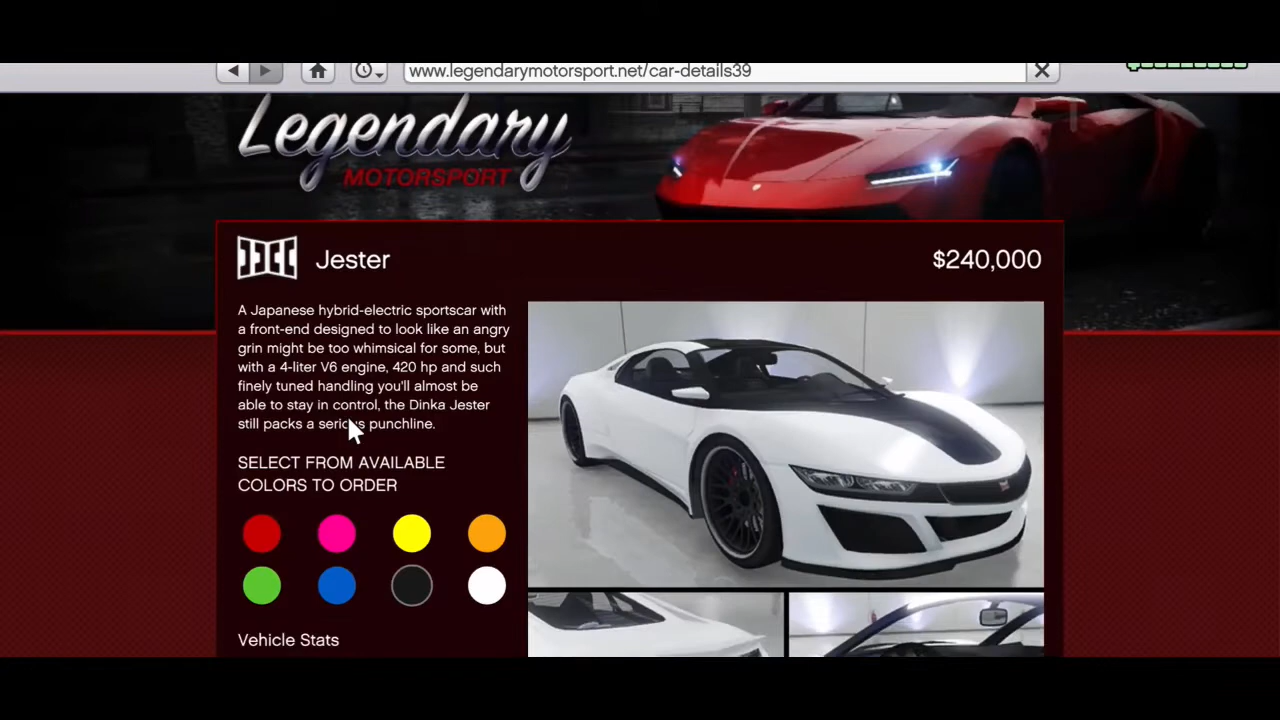 www.legendarymotorsport.net/car-details39
Legendary
MOTORSPORT
Jester
$240,000
A Japanese hybrid-electric sportscar with
a front-end designed to look like an angry
grin might be too whimsical for some, but
with a 4-liter V6 engine, 420 hp and such
finely tuned handling you'll almost be
able to stay in control, the Dinka Jester
still packs a serious punchline.
SELECT FROM AVAILABLE
COLORS TO ORDER
Vehicle Stats